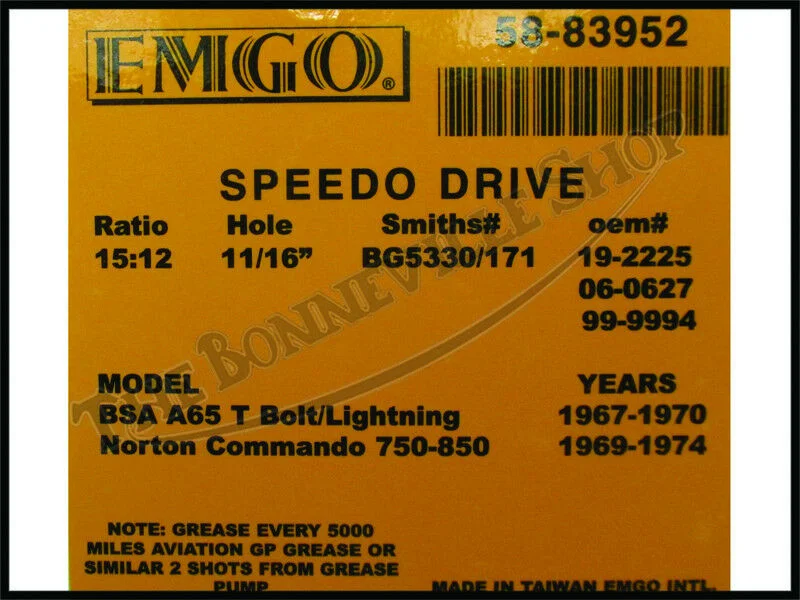 EMGO®
58-83952
SPEEDO DRIVE
Ratio Hole Smiths# oem#
15:12 11/16” BG5330/171 19-2225
06-0627
99-9994
THE BONNEVILLE SHOP
MODEL YEARS
BSA A65 T Bolt/Lightning 1967-1970
Norton Commando 750-850 1969-1974
NOTE: GREASE EVERY 5000
MILES AVIATION GP GREASE OR
SIMILAR 2 SHOTS FROM GREASE
PUMP
MADE IN TAIWAN EMGO INTL.